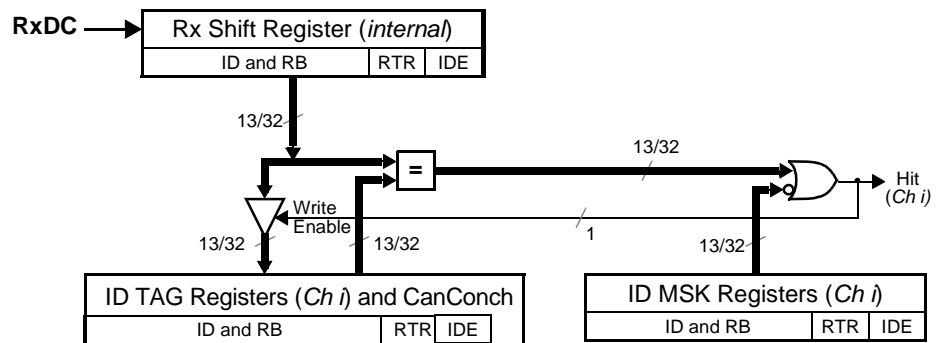 RxDC
Rx Shift Register (internal)
ID and RB RTR IDE
13/32
13/32
=
Hit
(Ch i)
Write
Enable
1
13/32
13/32
13/32
ID TAG Registers (Ch i) and CanConch
ID and RB RTR IDE
ID MSK Registers (Ch i)
ID and RB RTR IDE